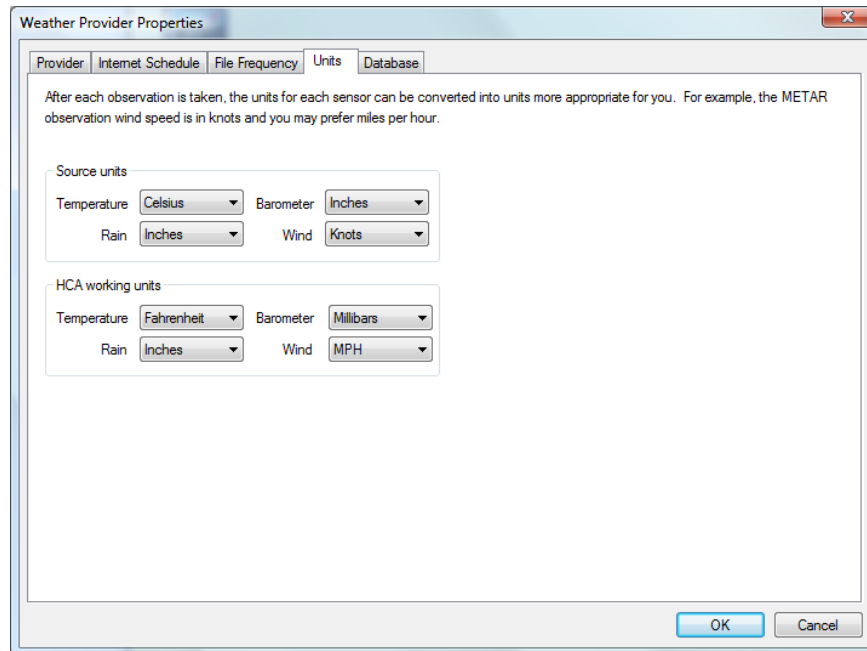 Weather Provider Properties
Provider Internet Schedule File Frequency Units Database
After each observation is taken, the units for each sensor can be converted into units more appropriate for you. For example, the METAR
observation wind speed is in knots and you may prefer miles per hour.
Source units
Temperature Celsius Barometer Inches
Rain Inches Wind Knots
HCA working units
Temperature Fahrenheit Barometer Millibars
Rain Inches Wind MPH
OK Cancel